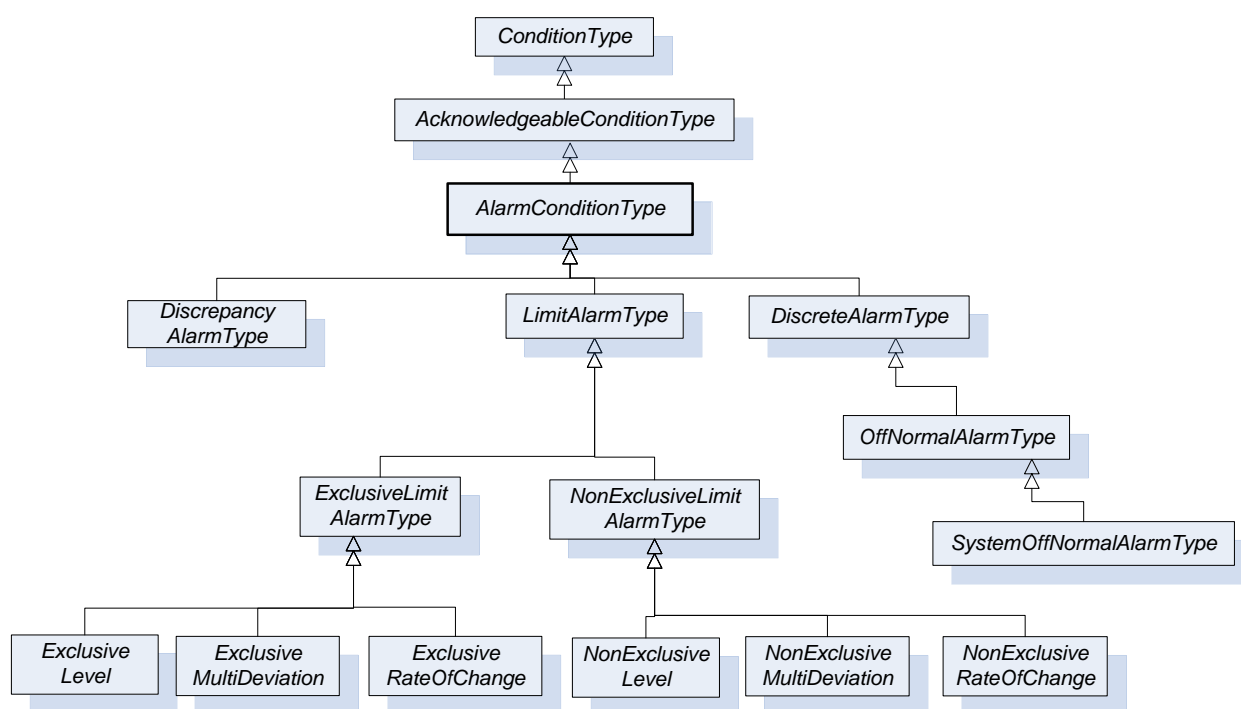 ConditionType
AcknowledgeableConditionType
AlarmConditionType
Discrepancy
AlarmType
LimitAlarmType
DiscreteAlarmType
OffNormalAlarmType
ExclusiveLimit
AlarmType
NonExclusiveLimit
AlarmType
SystemOffNormalAlarmType
Exclusive
Level
Exclusive
MultiDeviation
Exclusive
RateOfChange
NonExclusive
Level
NonExclusive
MultiDeviation
NonExclusive
RateOfChange